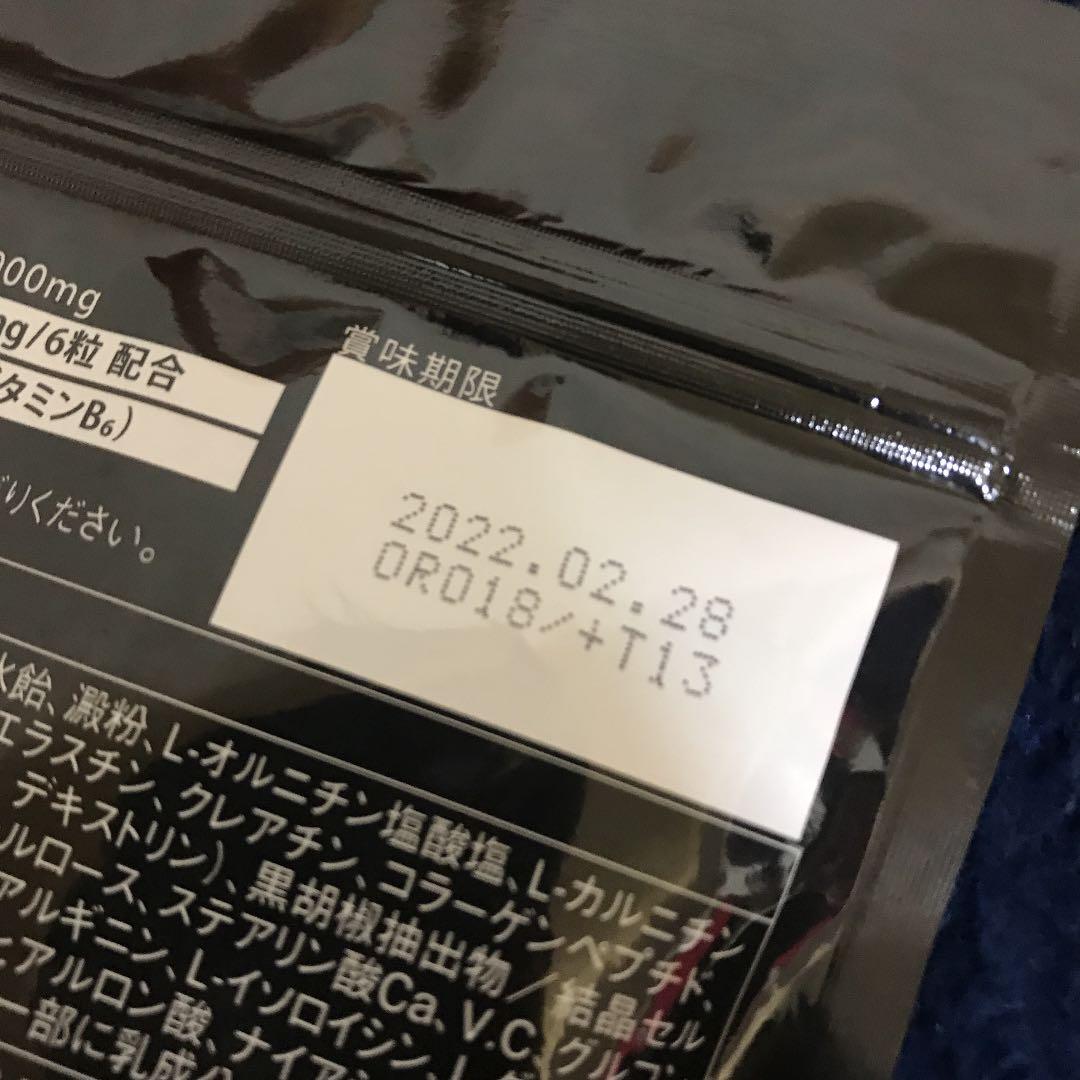 000mg
mg/6粒 配合
タミンB₆）
りください。
賞味期限
2022.02.28
0R018/+T13
水飴、澱粉、L-オルニチン塩酸塩、L-カルニチン
エラスチン、クレアチン、コラーゲンペプチド、
デキストリン）、黒胡椒抽出物／結晶セル
ルロース、ステアリン酸Ca、V.C、グルコン
アルギニン、L-イソロイシン、L-
ヒアルロン酸、ナイア
一部に乳成分